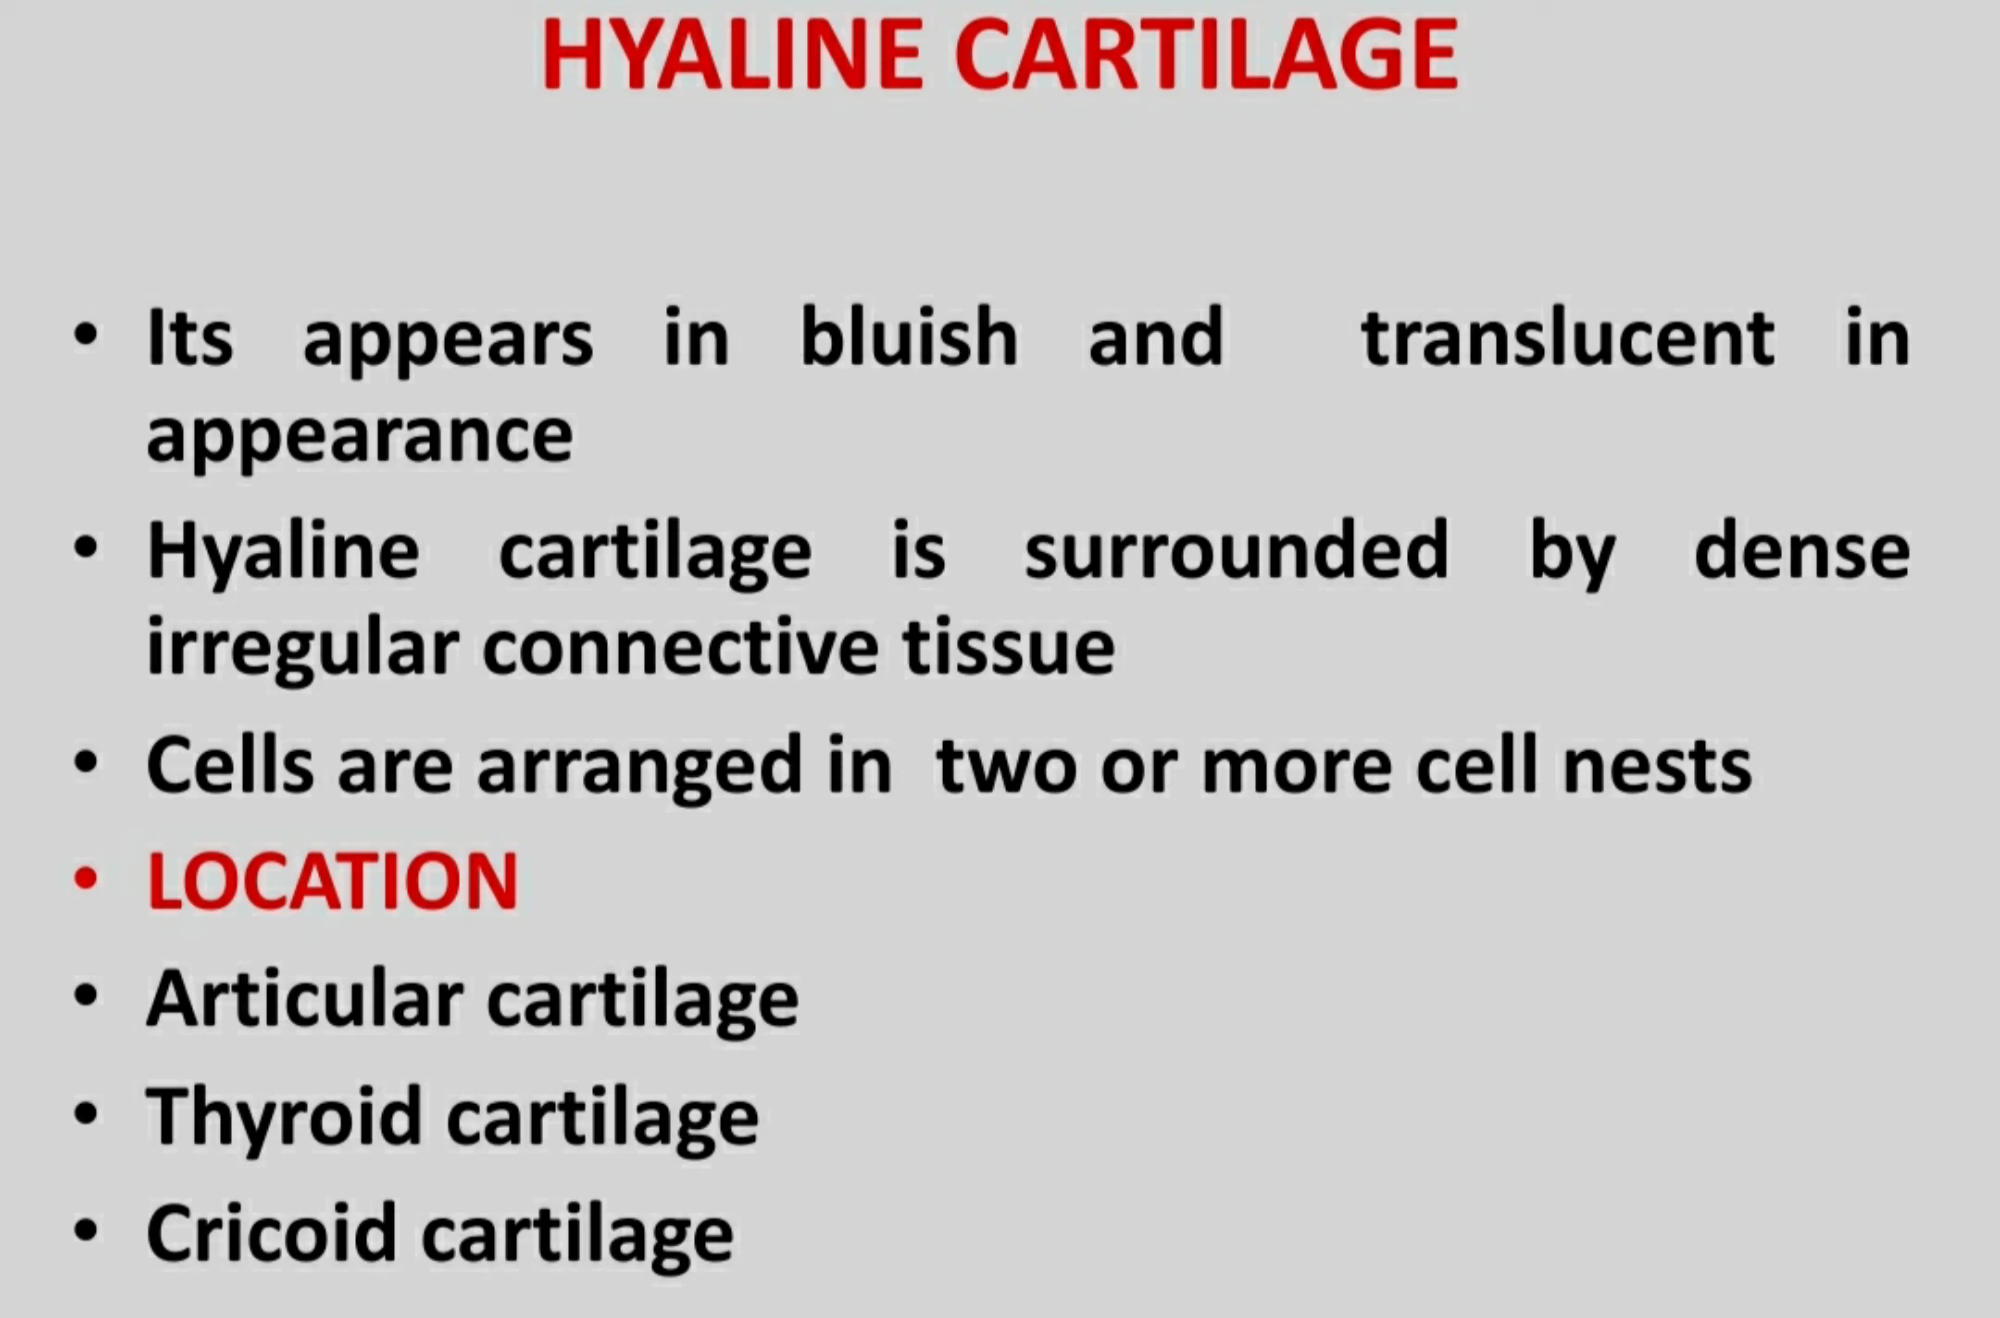 HYALINE CARTILAGE
• Its appears in bluish and translucent in
appearance
• Hyaline cartilage is surrounded by dense
irregular connective tissue
• Cells are arranged in two or more cell nests
• LOCATION
• Articular cartilage
• Thyroid cartilage
• Cricoid cartilage